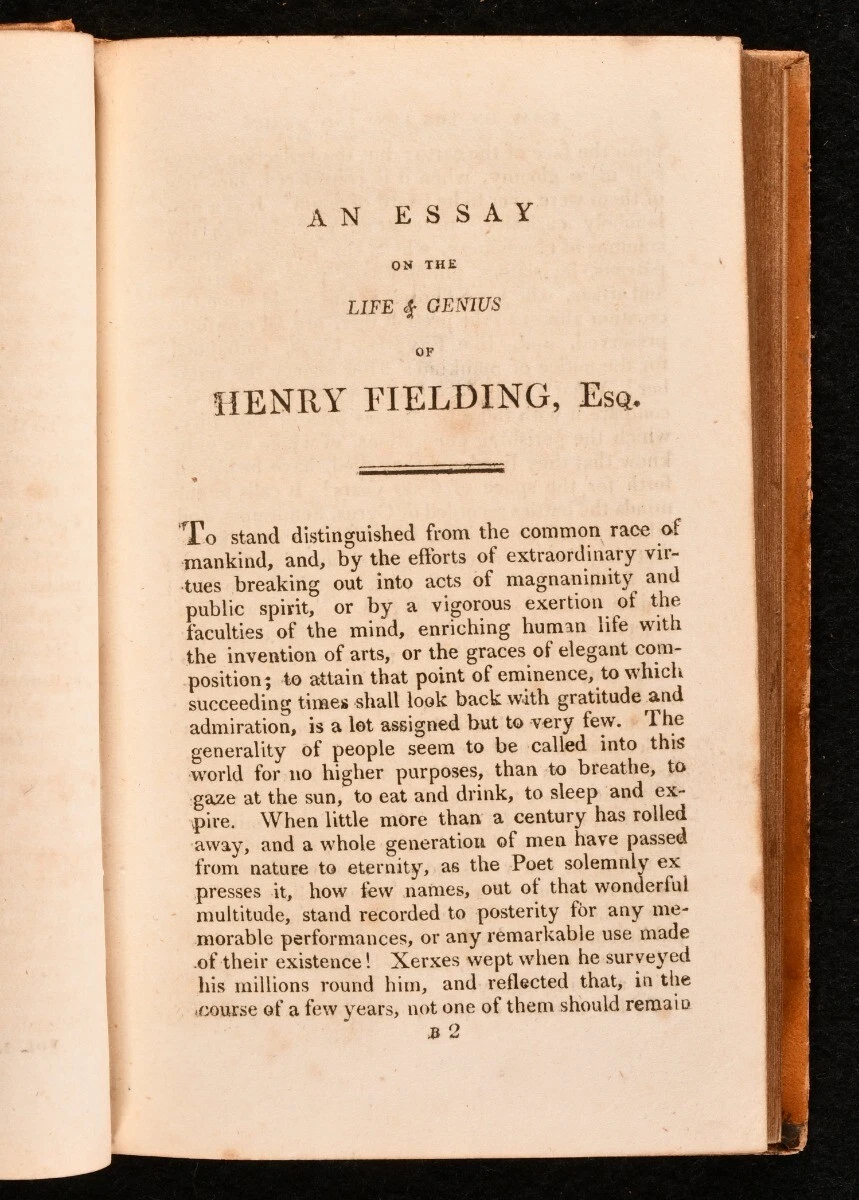 AN ESSAY
ON THE
LIFE & GENIUS
OF
HENRY FIELDING, Esq.
To stand distinguished from the common race of
mankind, and, by the efforts of extraordinary vir-
tues breaking out into acts of magnanimity and
public spirit, or by a vigorous exertion of the
faculties of the mind, enriching human life with
the invention of arts, or the graces of elegant com-
position; to attain that point of eminence, to which
succeeding times shall look back with gratitude and
admiration, is a lot assigned but to very few. The
generality of people seem to be called into this
world for no higher purposes, than to breathe, to
gaze at the sun, to eat and drink, to sleep and ex-
pire. When little more than a century has rolled
away, and a whole generation of men have passed
from nature to eternity, as the Poet solemnly ex
presses it, how few names, out of that wonderful
multitude, stand recorded to posterity for any me-
morable performances, or any remarkable use made
of their existence! Xerxes wept when he surveyed
his millions round him, and reflected that, in the
course of a few years, not one of them should remain
B 2